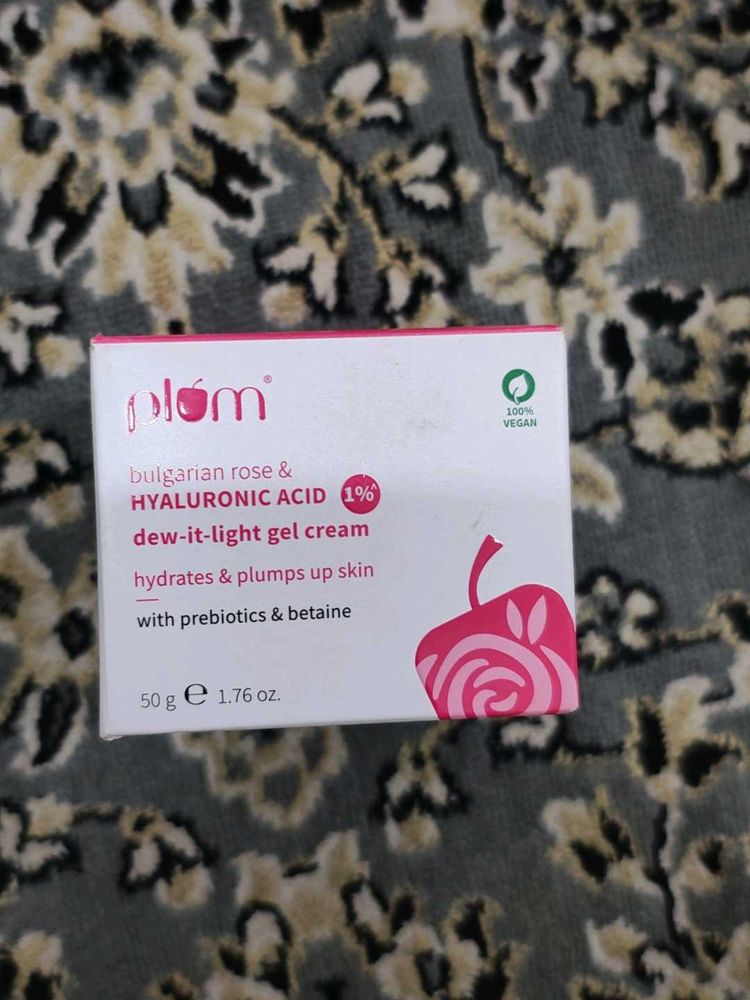 plum®
100%
VEGAN
bulgarian rose &
HYALURONIC ACID 1%^
dew-it-light gel cream
hydrates & plumps up skin
with prebiotics & betaine
50 g ℮ 1.76 oz.